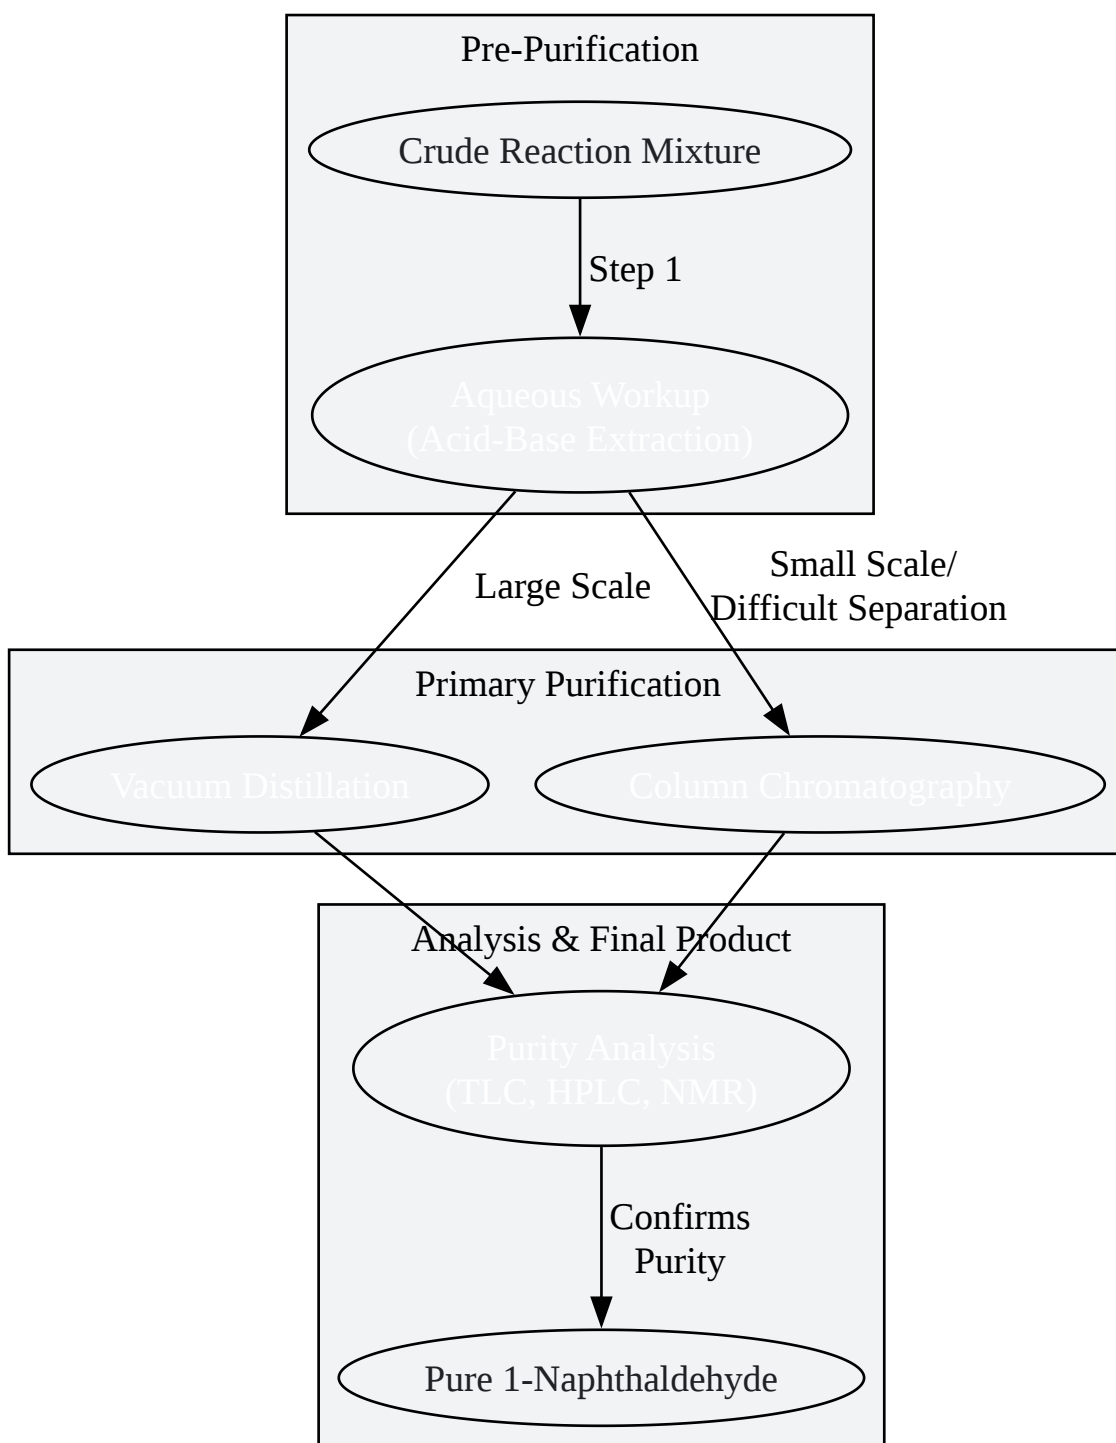 Pre-Purification
Crude Reaction Mixture
Step 1
Aqueous Workup
(Acid-Base Extraction)
Large Scale
Small Scale/
Difficult Separation
Primary Purification
Vacuum Distillation
Column Chromatography
Analysis & Final Product
Purity Analysis
(TLC, HPLC, NMR)
Confirms
Purity
Pure 1-Naphthaldehyde